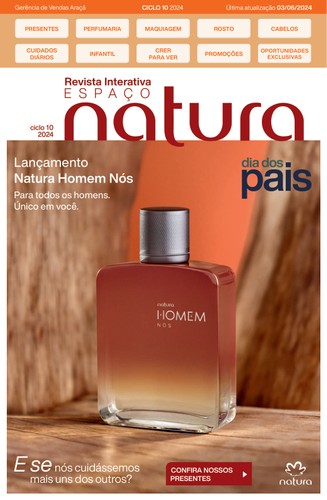 Gerência de Vendas Araçá
CICLO 10 2024
Última atualização 03/06/2024
PRESENTES
PERFUMARIA
MAQUIAGEM
ROSTO
CABELOS
CUIDADOS
DIÁRIOS
INFANTIL
CRER
PARA VER
PROMOÇÕES
OPORTUNIDADES
EXCLUSIVAS
Revista Interativa
ESPAÇO
natura
ciclo 10
2024
Lançamento
Natura Homem Nós
Para todos os homens.
Único em você.
dia dos
pais
natura
HOMEM
NÓS
E se nós cuidássemos
mais uns dos outros?
CONFIRA NOSSOS
PRESENTES
natura